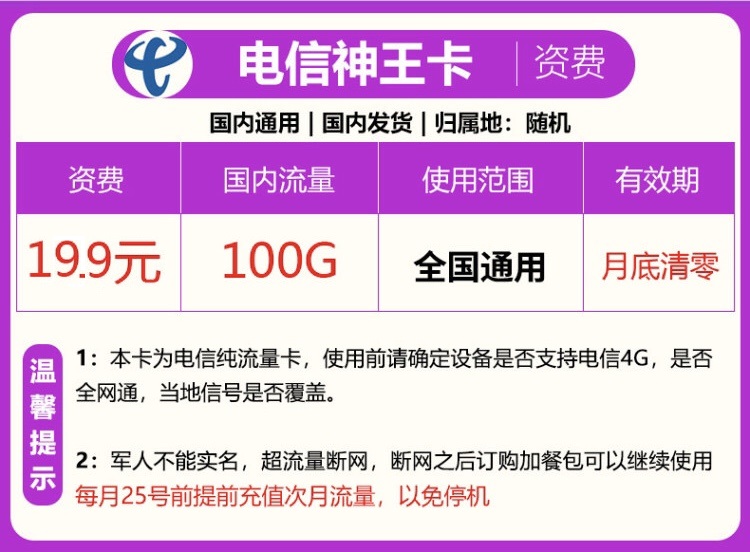 电信神王卡 | 资费
国内通用 | 国内发货 | 归属地：随机
资费 国内流量 使用范围 有效期
19.9元 100G 全国通用 月底清零
温馨提示
1：本卡为电信纯流量卡，使用前请确定设备是否支持电信4G，是否
全网通，当地信号是否覆盖。
2：军人不能实名，超流量断网，断网之后订购加餐包可以继续使用
每月25号前提前充值次月流量，以免停机